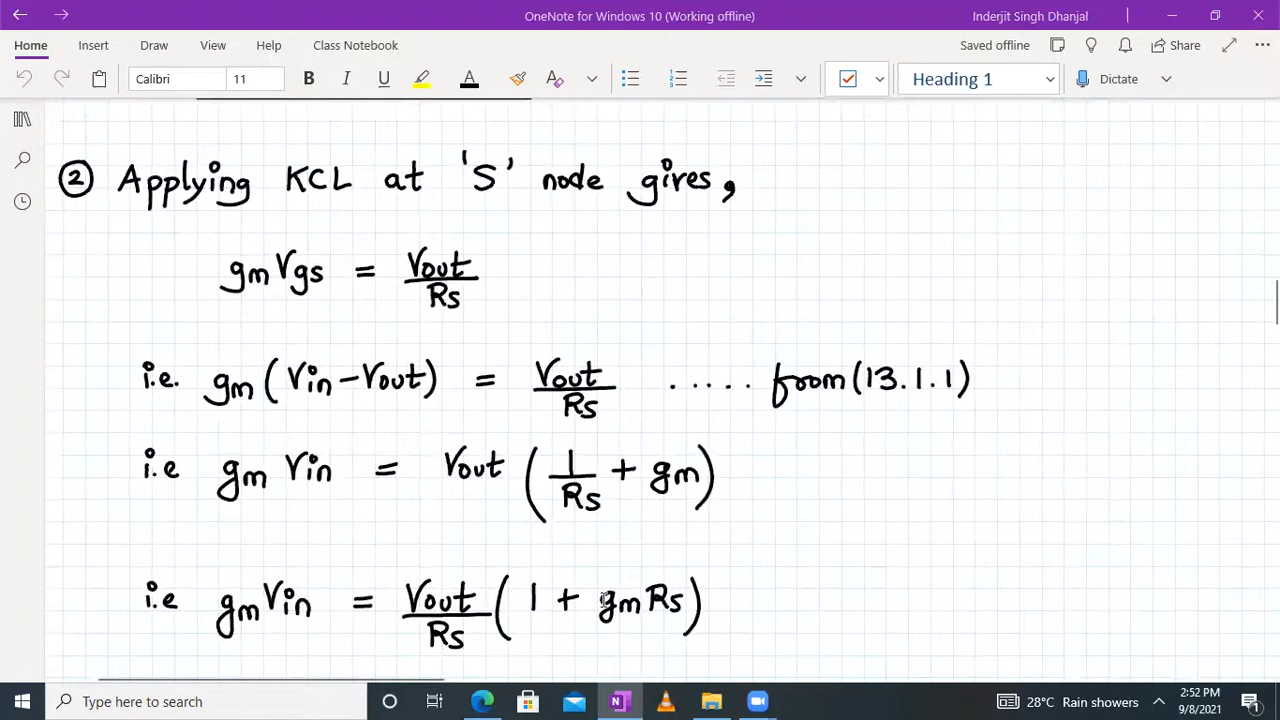 OneNote for Windows 10 (Working offline)
Inderjit Singh Dhanjal
Home Insert Draw View Help Class Notebook
Saved offline
Share
Calibri 11 B I U A
Heading 1
Dictate
② Applying KCL at 'S' node gives,
gmVgs = Vout/Rs
i.e. gm(Vin-Vout) = Vout/Rs ..... from(13.1.1)
i.e gm Vin = Vout (1/Rs + gm)
i.e gmVin = Vout/Rs (1 + gmRs)
Type here to search
28°C Rain showers
2:52 PM
9/8/2021
1